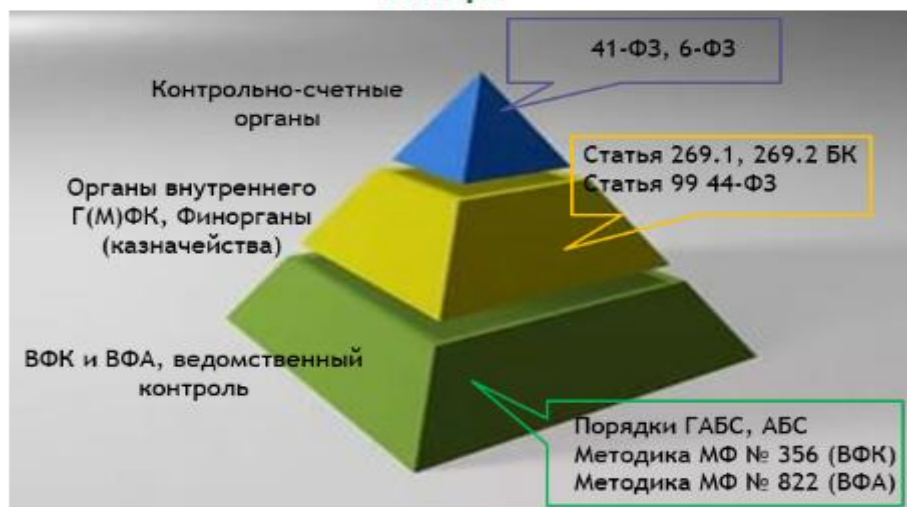 41-ФЗ, 6-ФЗ
Контрольно-счетные
органы
Статья 269.1, 269.2 БК
Статья 99 44-ФЗ
Органы внутреннего
Г(М)ФК, Финорганы
(казначейства)
ВФК и ВФА, ведомственный
контроль
Порядки ГАБС, АБС
Методика МФ № 356 (ВФК)
Методика МФ № 822 (ВФА)